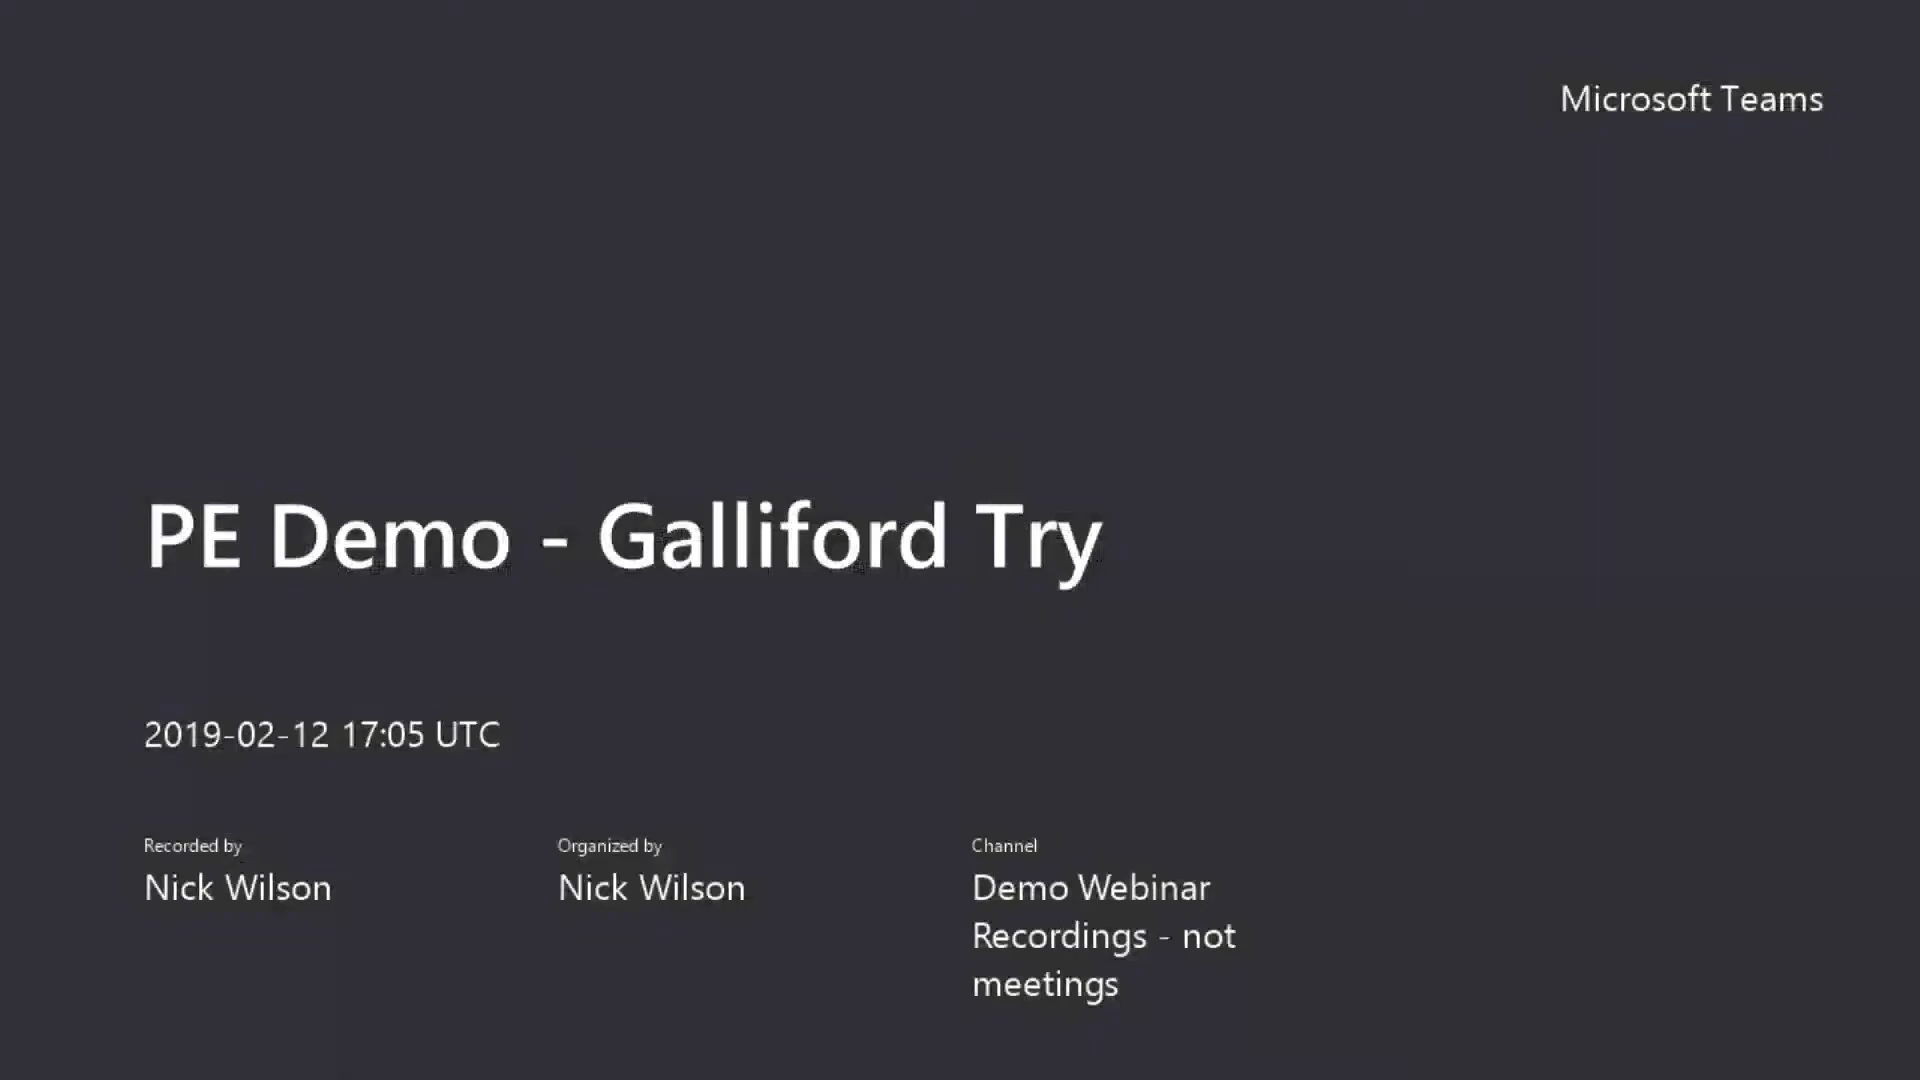 Microsoft Teams
PE Demo - Galliford Try
2019-02-12 17:05 UTC
Recorded by
Nick Wilson
Organized by
Nick Wilson
Channel
Demo Webinar
Recordings - not
meetings